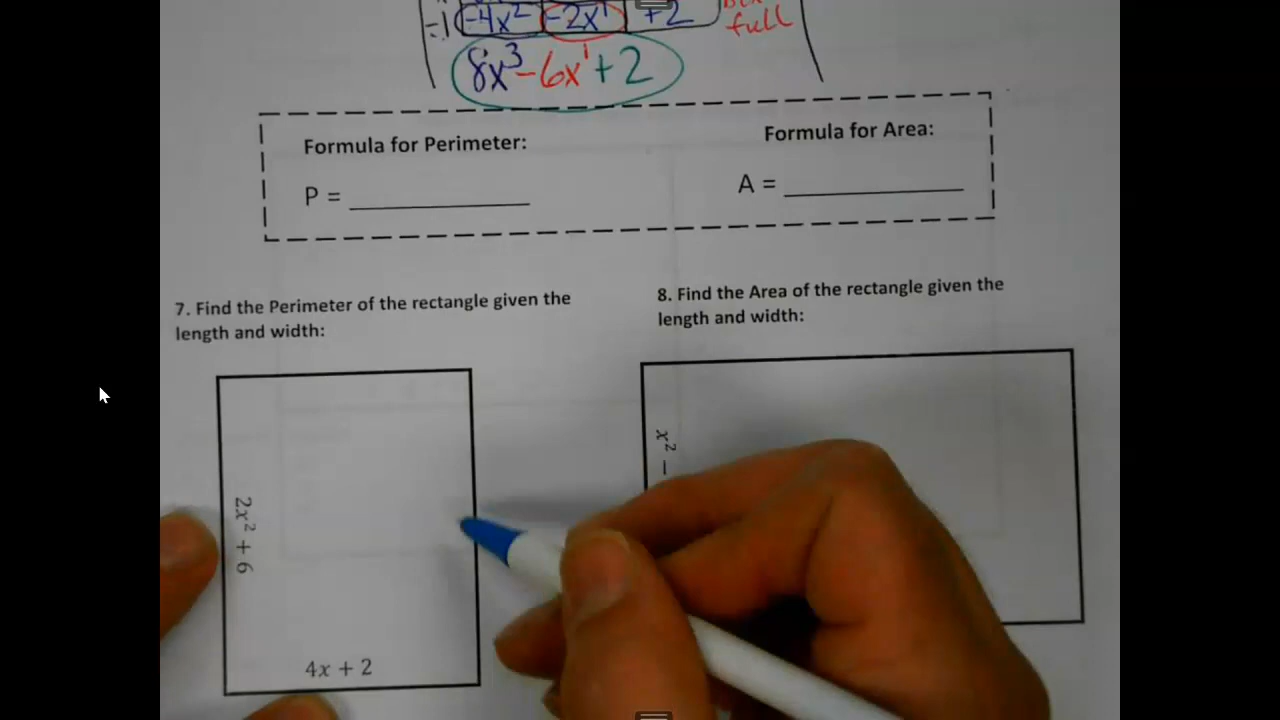 -4x² -2x¹ +2
full
8x³-6x¹+2
Formula for Perimeter:
Formula for Area:
P = ____________
A = ____________
7. Find the Perimeter of the rectangle given the
length and width:
8. Find the Area of the rectangle given the
length and width:
2x² + 6
4x + 2
x² −